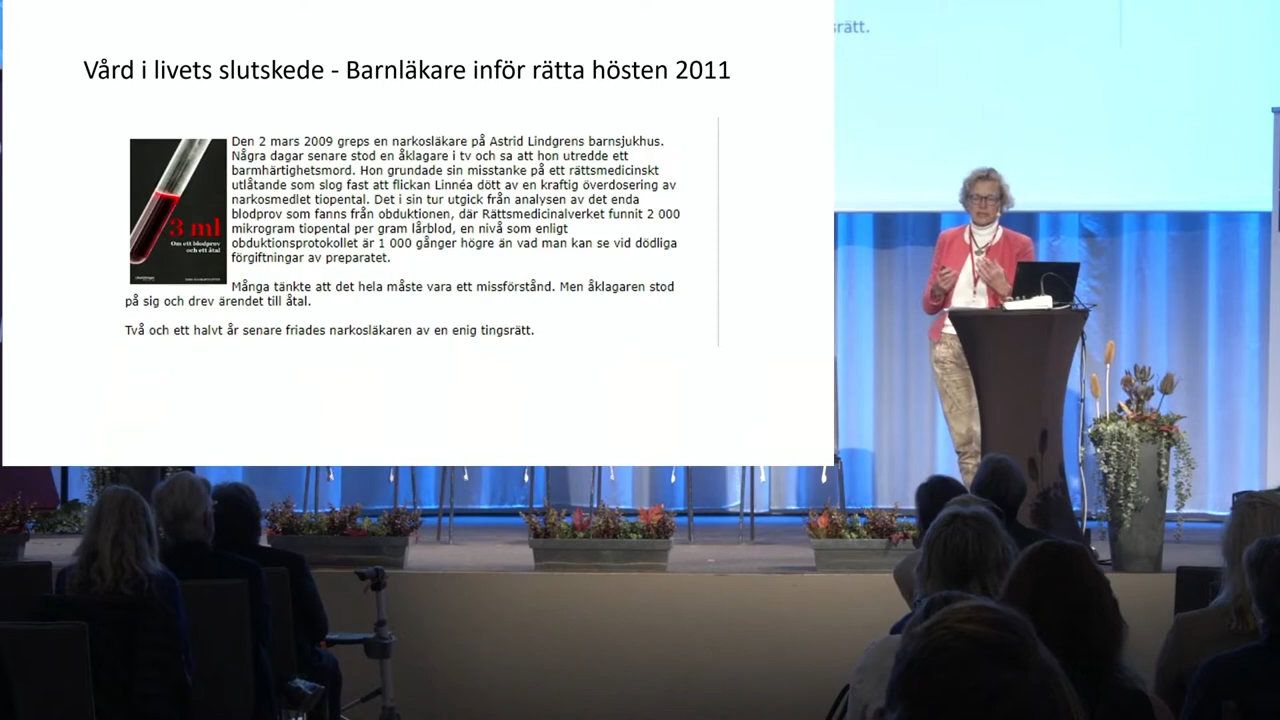 srätt.
Vård i livets slutskede - Barnläkare inför rätta hösten 2011
Den 2 mars 2009 greps en narkosläkare på Astrid Lindgrens barnsjukhus.
Några dagar senare stod en åklagare i tv och sa att hon utredde ett
barmhärtighetsmord. Hon grundade sin misstanke på ett rättsmedicinskt
utlåtande som slog fast att flickan Linnéa dött av en kraftig överdosering av
narkosmedlet tiopental. Det i sin tur utgick från analysen av det enda
blodprov som fanns från obduktionen, där Rättsmedicinalverket funnit 2 000
mikrogram tiopental per gram lårblod, en nivå som enligt
obduktionsprotokollet är 1 000 gånger högre än vad man kan se vid dödliga
förgiftningar av preparatet.
3 ml
Om ett blodprov
och ett åtal
Många tänkte att det hela måste vara ett missförstånd. Men åklagaren stod
på sig och drev ärendet till åtal.
Två och ett halvt år senare friades narkosläkaren av en enig tingsrätt.